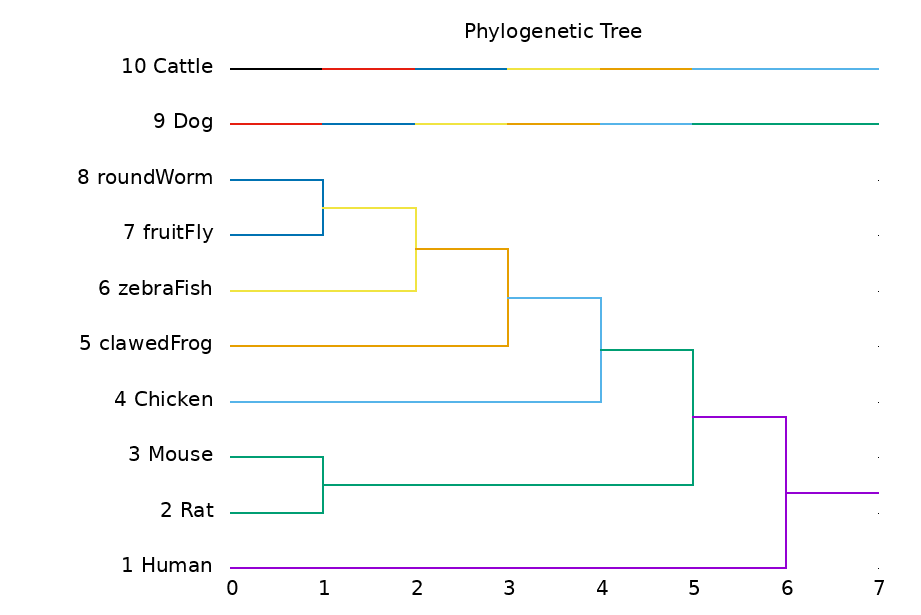 Phylogenetic Tree
10 Cattle
9 Dog
8 roundWorm
7 fruitFly
6 zebraFish
5 clawedFrog
4 Chicken
3 Mouse
2 Rat
1 Human
0 1 2 3 4 5 6 7